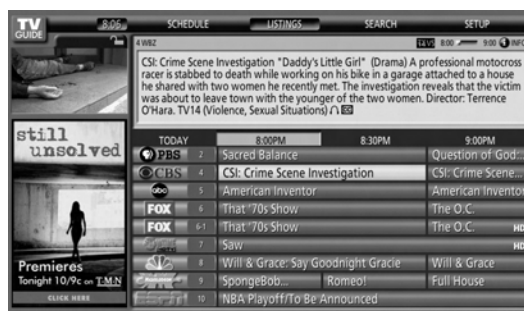 TV
GUIDE
8:06
SCHEDULE
LISTINGS
SEARCH
SETUP
4 WBZ
14 VS 8:00 9:00 INFO
CSI: Crime Scene Investigation "Daddy's Little Girl" (Drama) A professional motocross
racer is stabbed to death while working on his bike in a garage attached to a house
he shared with two women he recently met. The investigation reveals that the victim
was about to leave town with the younger of the two women. Director: Terrence
O'Hara. TV14 (Violence, Sexual Situations)
still
unsolved
Premieres
Tonight 10/9c on T-M-N
CLICK HERE
TODAY 8:00PM 8:30PM 9:00PM
PBS 2 Sacred Balance Question of God:...
CBS 4 CSI: Crime Scene Investigation CSI: Crime Scene...
abc 5 American Inventor American Inventor
FOX 6 That '70s Show The O.C.
FOX 6-1 That '70s Show The O.C. HD
7 Saw HD
8 Will & Grace: Say Goodnight Gracie Will & Grace
9 SpongeBob... Romeo! Full House
ESPN 10 NBA Playoff/To Be Announced